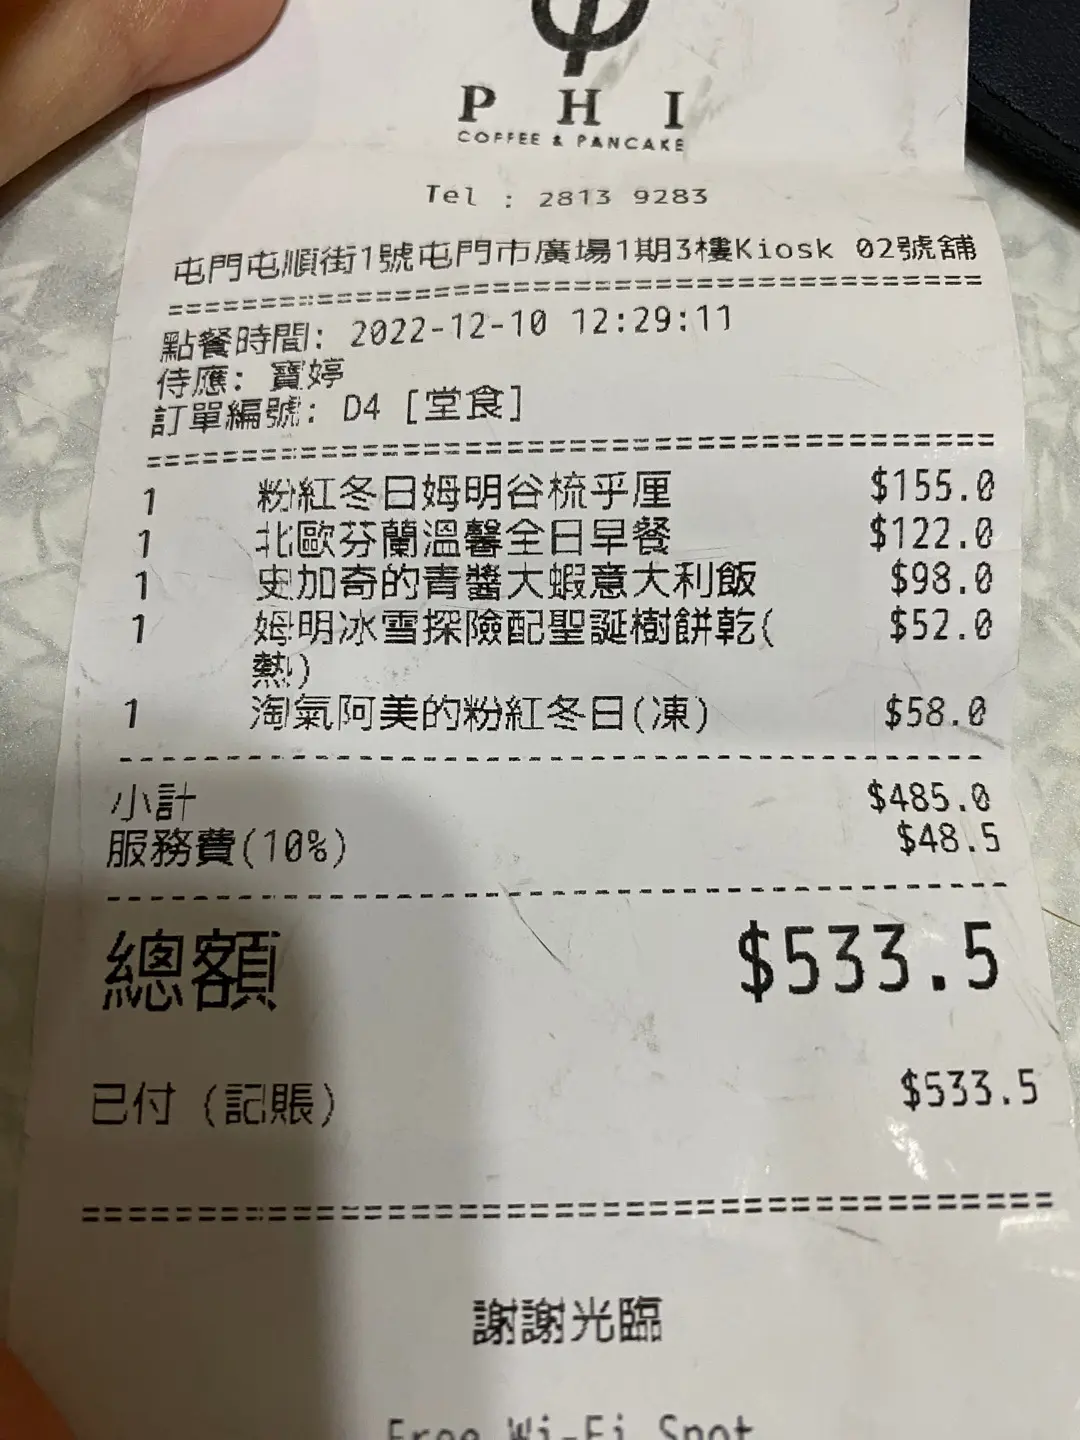 PHI
COFFEE & PANCAKE
Tel : 2813 9283
屯門屯順街1號屯門市廣場1期3樓Kiosk 02號舖
========================================
點餐時間: 2022-12-10 12:29:11
侍應: 寶婷
訂單編號: D4 [堂食]
========================================
1 粉紅冬日姆明谷梳乎厘 $155.0
1 北歐芬蘭溫馨全日早餐 $122.0
1 史加奇的青醬大蝦意大利飯 $98.0
1 姆明冰雪探險配聖誕樹餅乾( $52.0
熱)
1 淘氣阿美的粉紅冬日(凍) $58.0
----------------------------------------
小計 $485.0
服務費(10%) $48.5
----------------------------------------
總額 $533.5
已付 (記賬) $533.5
========================================
謝謝光臨
Free Wi-Fi Spot